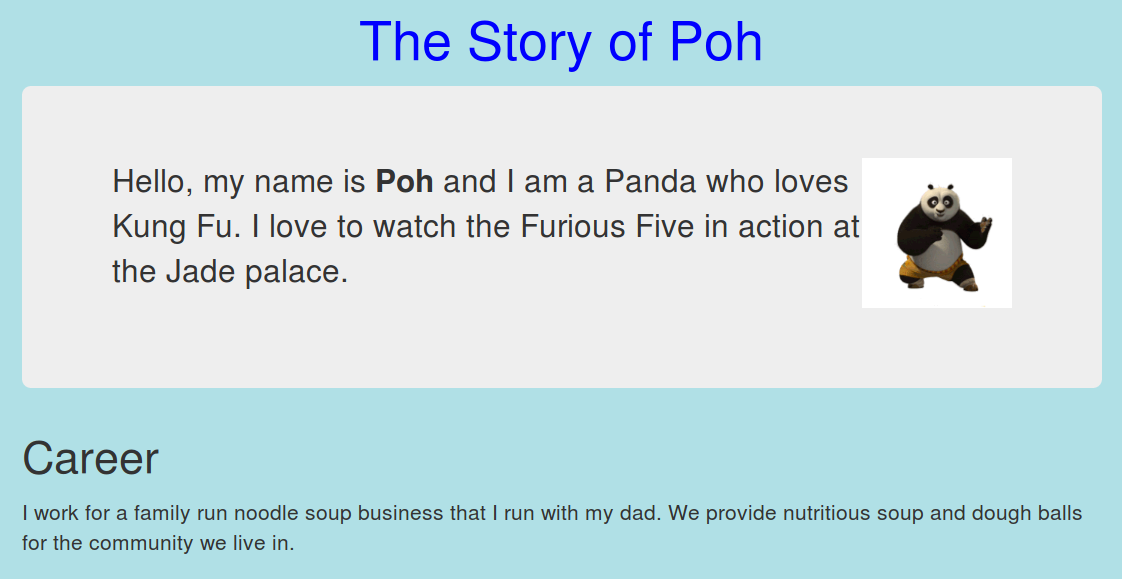 The Story of Poh
Hello, my name is Poh and I am a Panda who loves
Kung Fu. I love to watch the Furious Five in action at
the Jade palace.
Career
I work for a family run noodle soup business that I run with my dad. We provide nutritious soup and dough balls
for the community we live in.